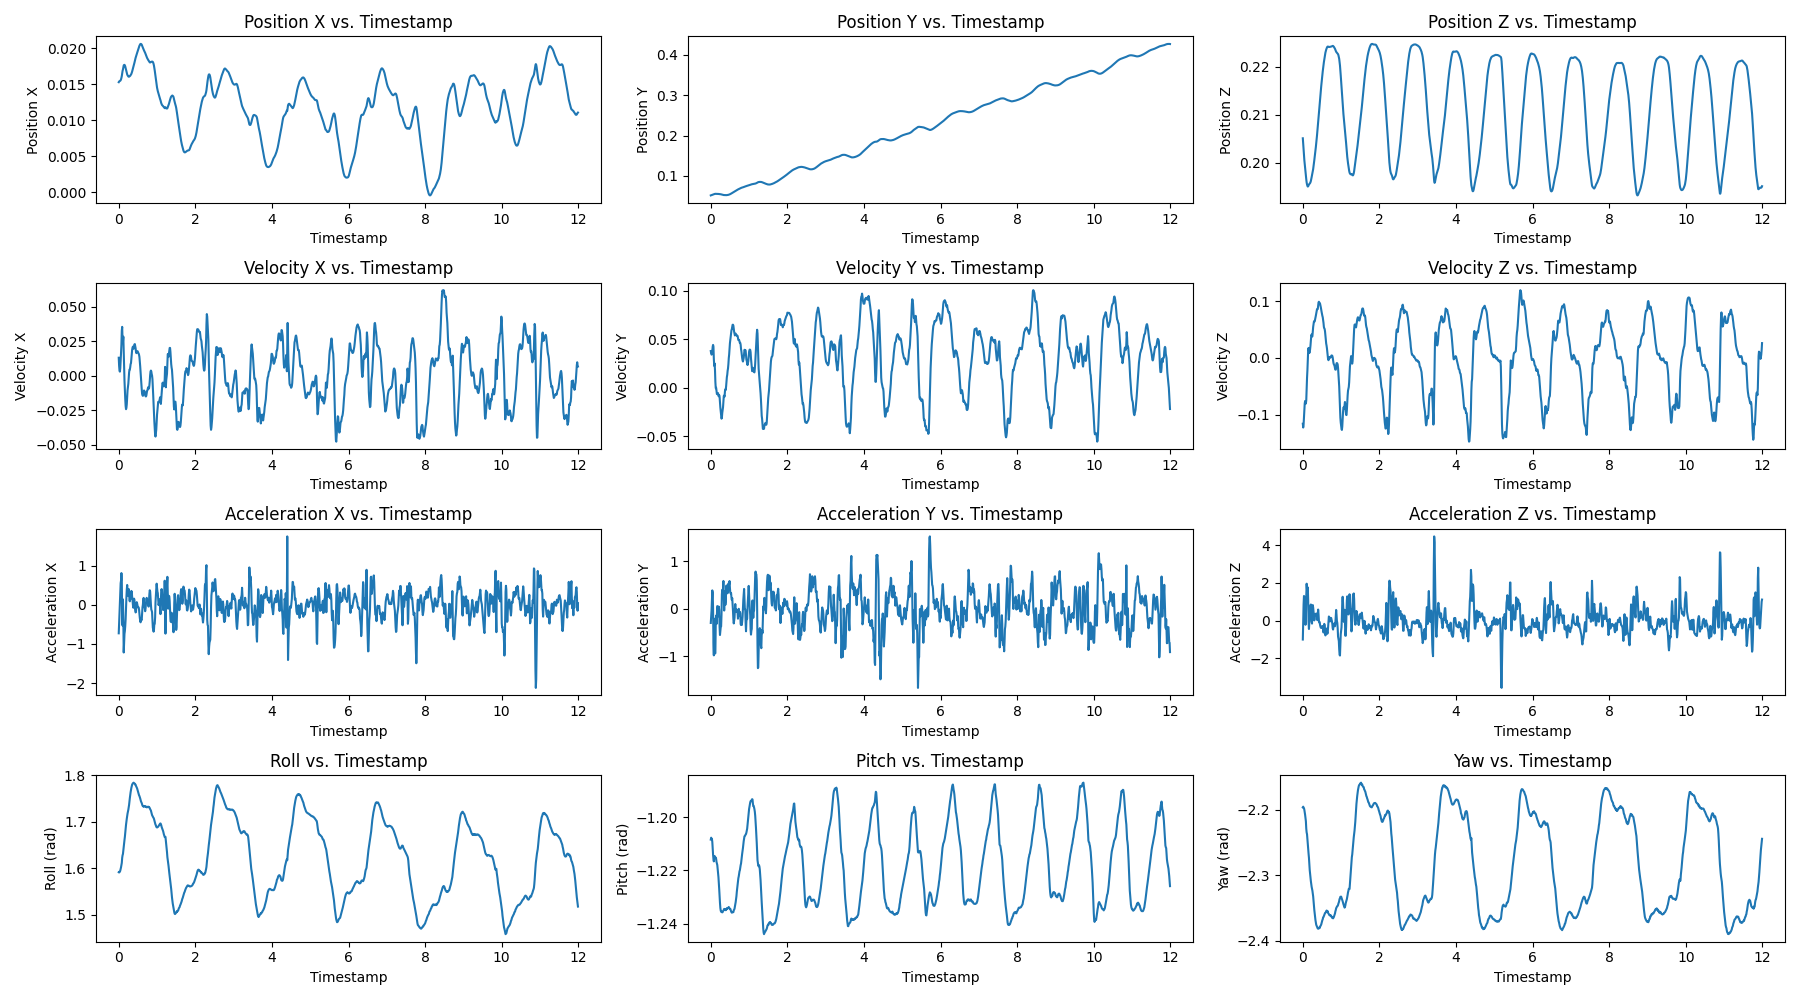 Position X vs. Timestamp
Position X
0.020
0.015
0.010
0.005
0.000
0 2 4 6 8 10 12
Timestamp
Position Y vs. Timestamp
Position Y
0.4
0.3
0.2
0.1
0 2 4 6 8 10 12
Timestamp
Position Z vs. Timestamp
Position Z
0.22
0.21
0.20
0 2 4 6 8 10 12
Timestamp
Velocity X vs. Timestamp
Velocity X
0.050
0.025
0.000
−0.025
−0.050
0 2 4 6 8 10 12
Timestamp
Velocity Y vs. Timestamp
Velocity Y
0.10
0.05
0.00
−0.05
0 2 4 6 8 10 12
Timestamp
Velocity Z vs. Timestamp
Velocity Z
0.1
0.0
−0.1
0 2 4 6 8 10 12
Timestamp
Acceleration X vs. Timestamp
Acceleration X
1
0
−1
−2
0 2 4 6 8 10 12
Timestamp
Acceleration Y vs. Timestamp
Acceleration Y
1
0
−1
0 2 4 6 8 10 12
Timestamp
Acceleration Z vs. Timestamp
Acceleration Z
4
2
0
−2
0 2 4 6 8 10 12
Timestamp
Roll vs. Timestamp
Roll (rad)
1.8
1.7
1.6
1.5
0 2 4 6 8 10 12
Timestamp
Pitch vs. Timestamp
Pitch (rad)
−1.20
−1.22
−1.24
0 2 4 6 8 10 12
Timestamp
Yaw vs. Timestamp
Yaw (rad)
−2.2
−2.3
−2.4
0 2 4 6 8 10 12
Timestamp